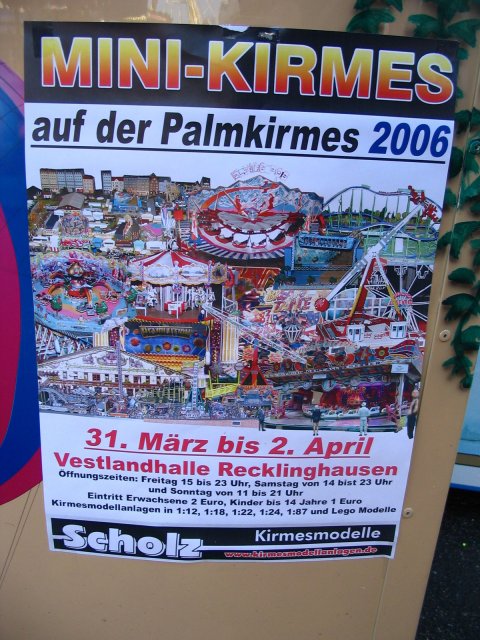 MINI-KIRMES
auf der Palmkirmes 2006
31. März bis 2. April
Vestlandhalle Recklinghausen
Öffnungszeiten: Freitag 15 bis 23 Uhr, Samstag von 14 bist 23 Uhr
und Sonntag von 11 bis 21 Uhr
Eintritt Erwachsene 2 Euro, Kinder bis 14 Jahre 1 Euro
Kirmesmodellanlagen in 1:12, 1:18, 1:22, 1:24, 1:87 und Lego Modelle
Scholz Kirmesmodelle
www.kirmesmodellanlagen.de